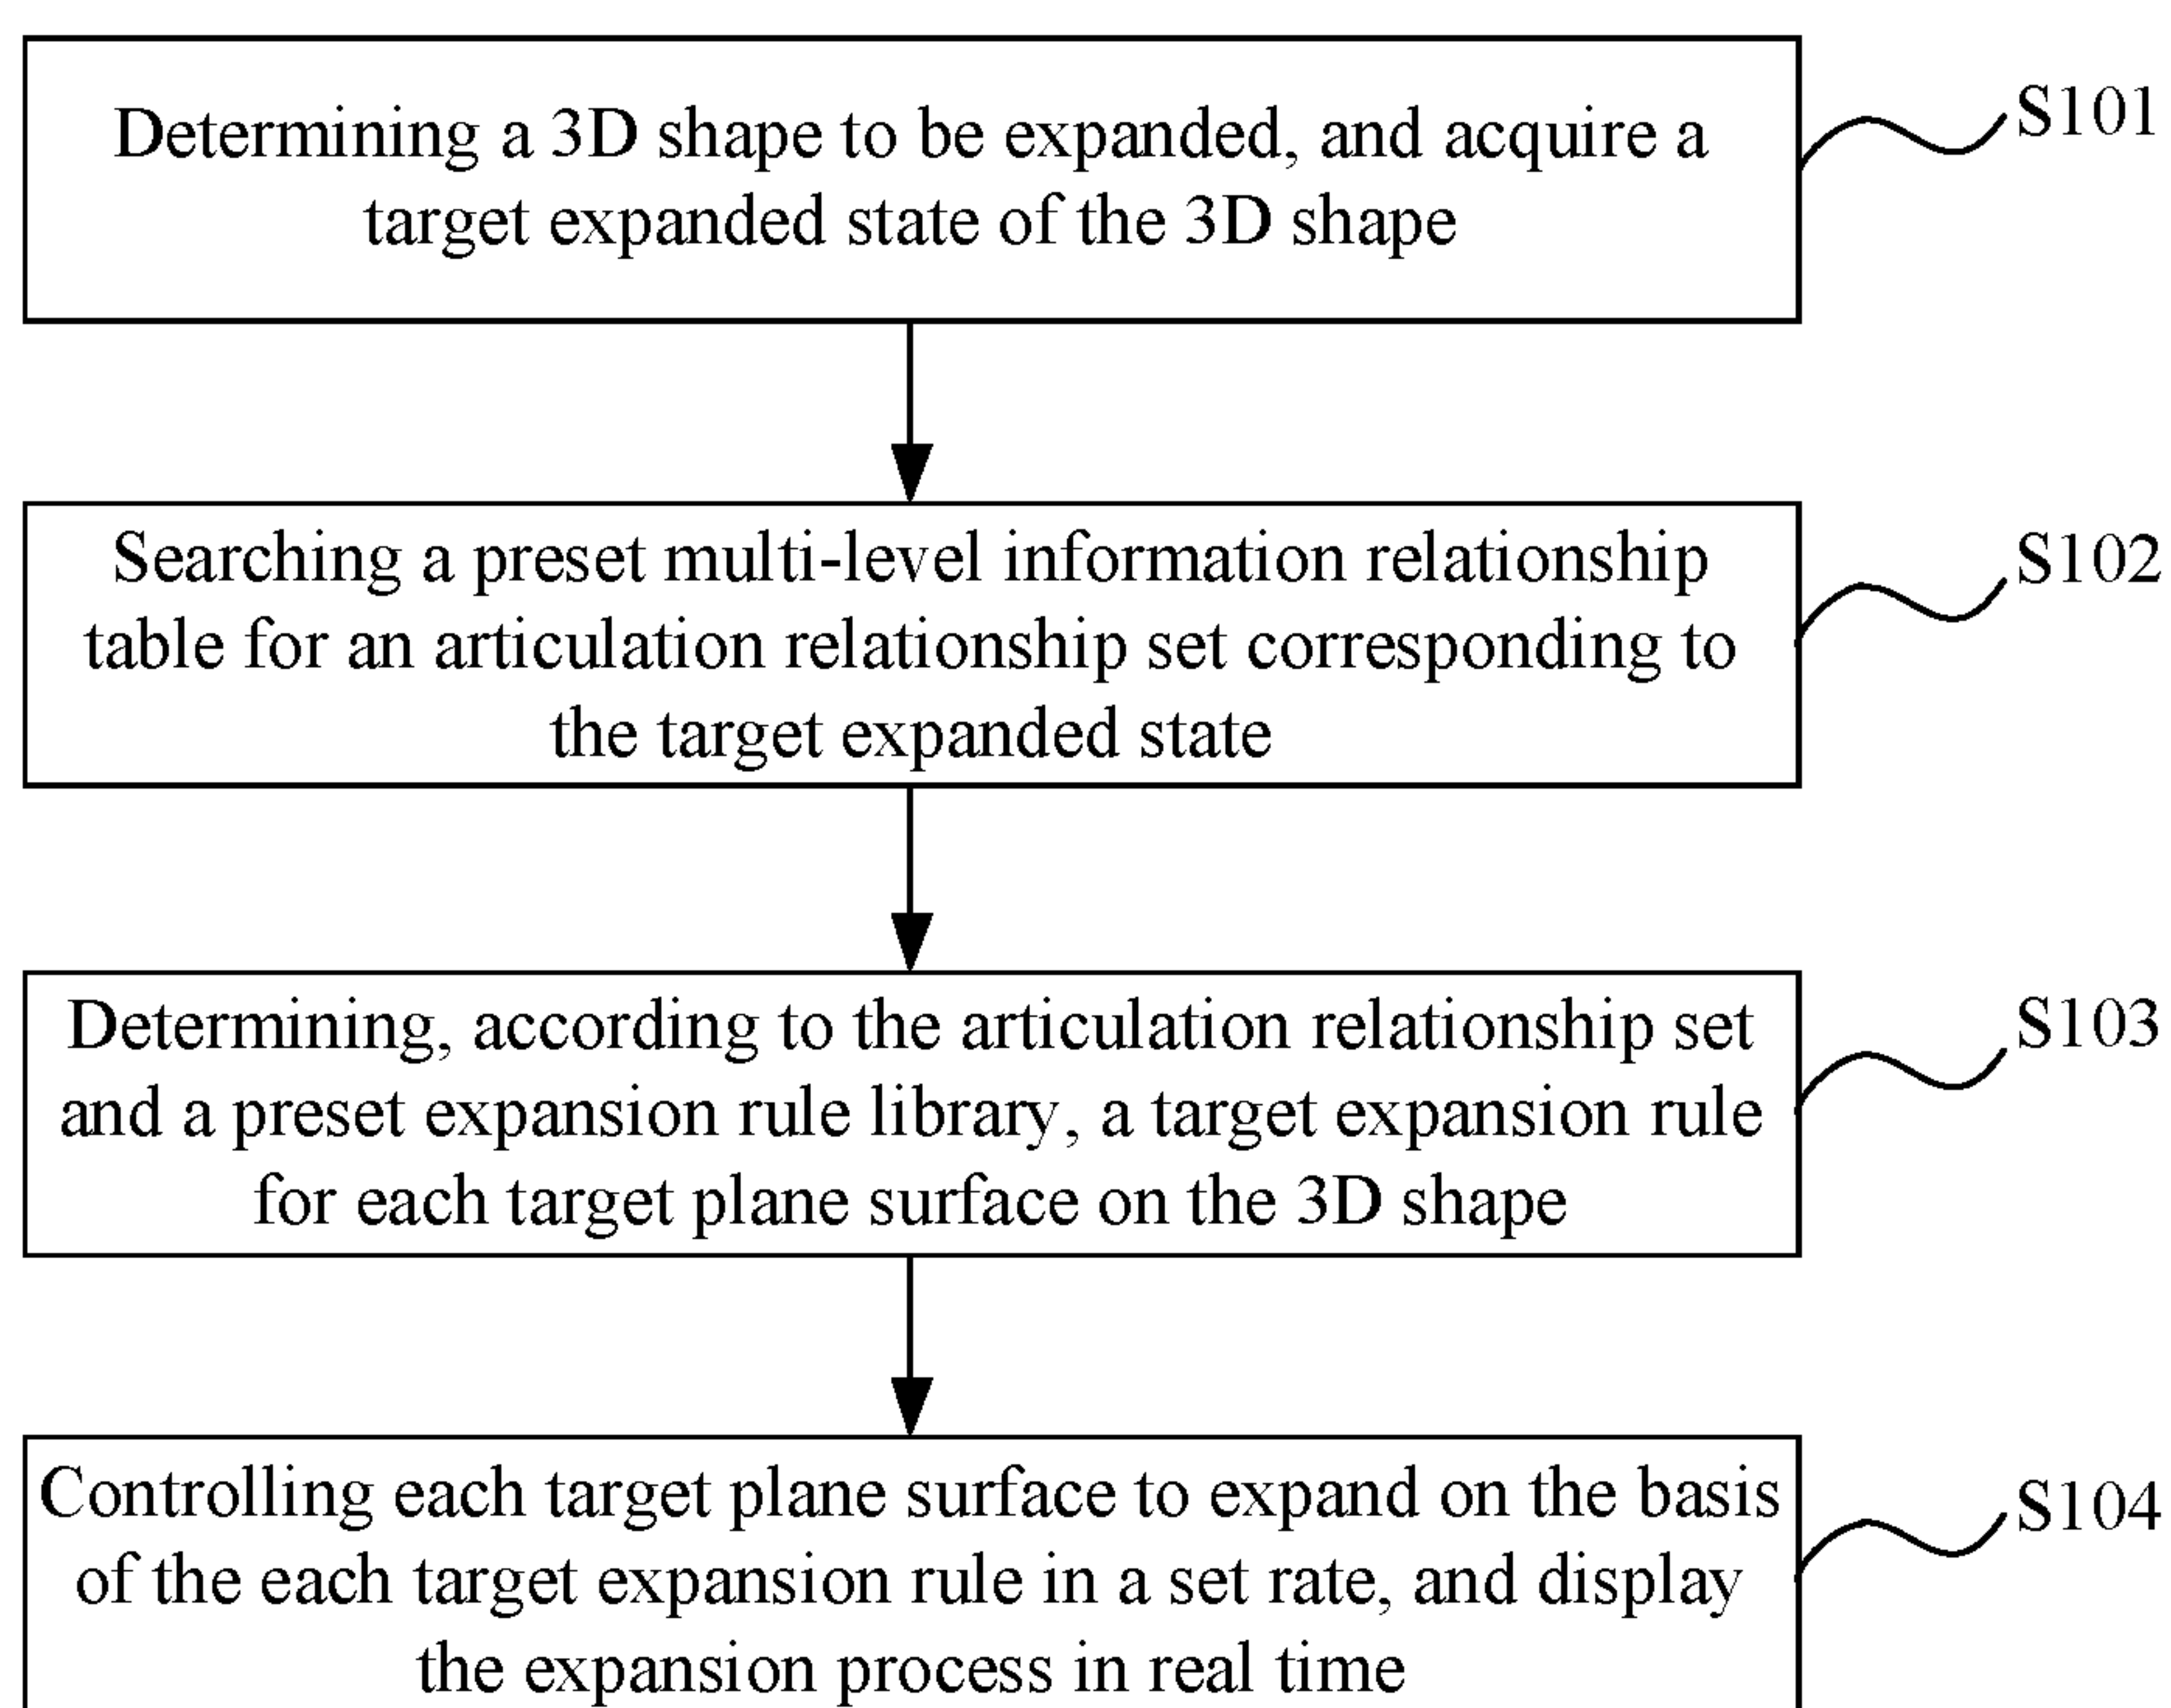 Determining a 3D shape to be expanded, and acquire a
target expanded state of the 3D shape
S101
Searching a preset multi-level information relationship
table for an articulation relationship set corresponding to
the target expanded state
S102
Determining, according to the articulation relationship set
and a preset expansion rule library, a target expansion rule
for each target plane surface on the 3D shape
S103
Controlling each target plane surface to expand on the basis
of the each target expansion rule in a set rate, and display
the expansion process in real time
S104